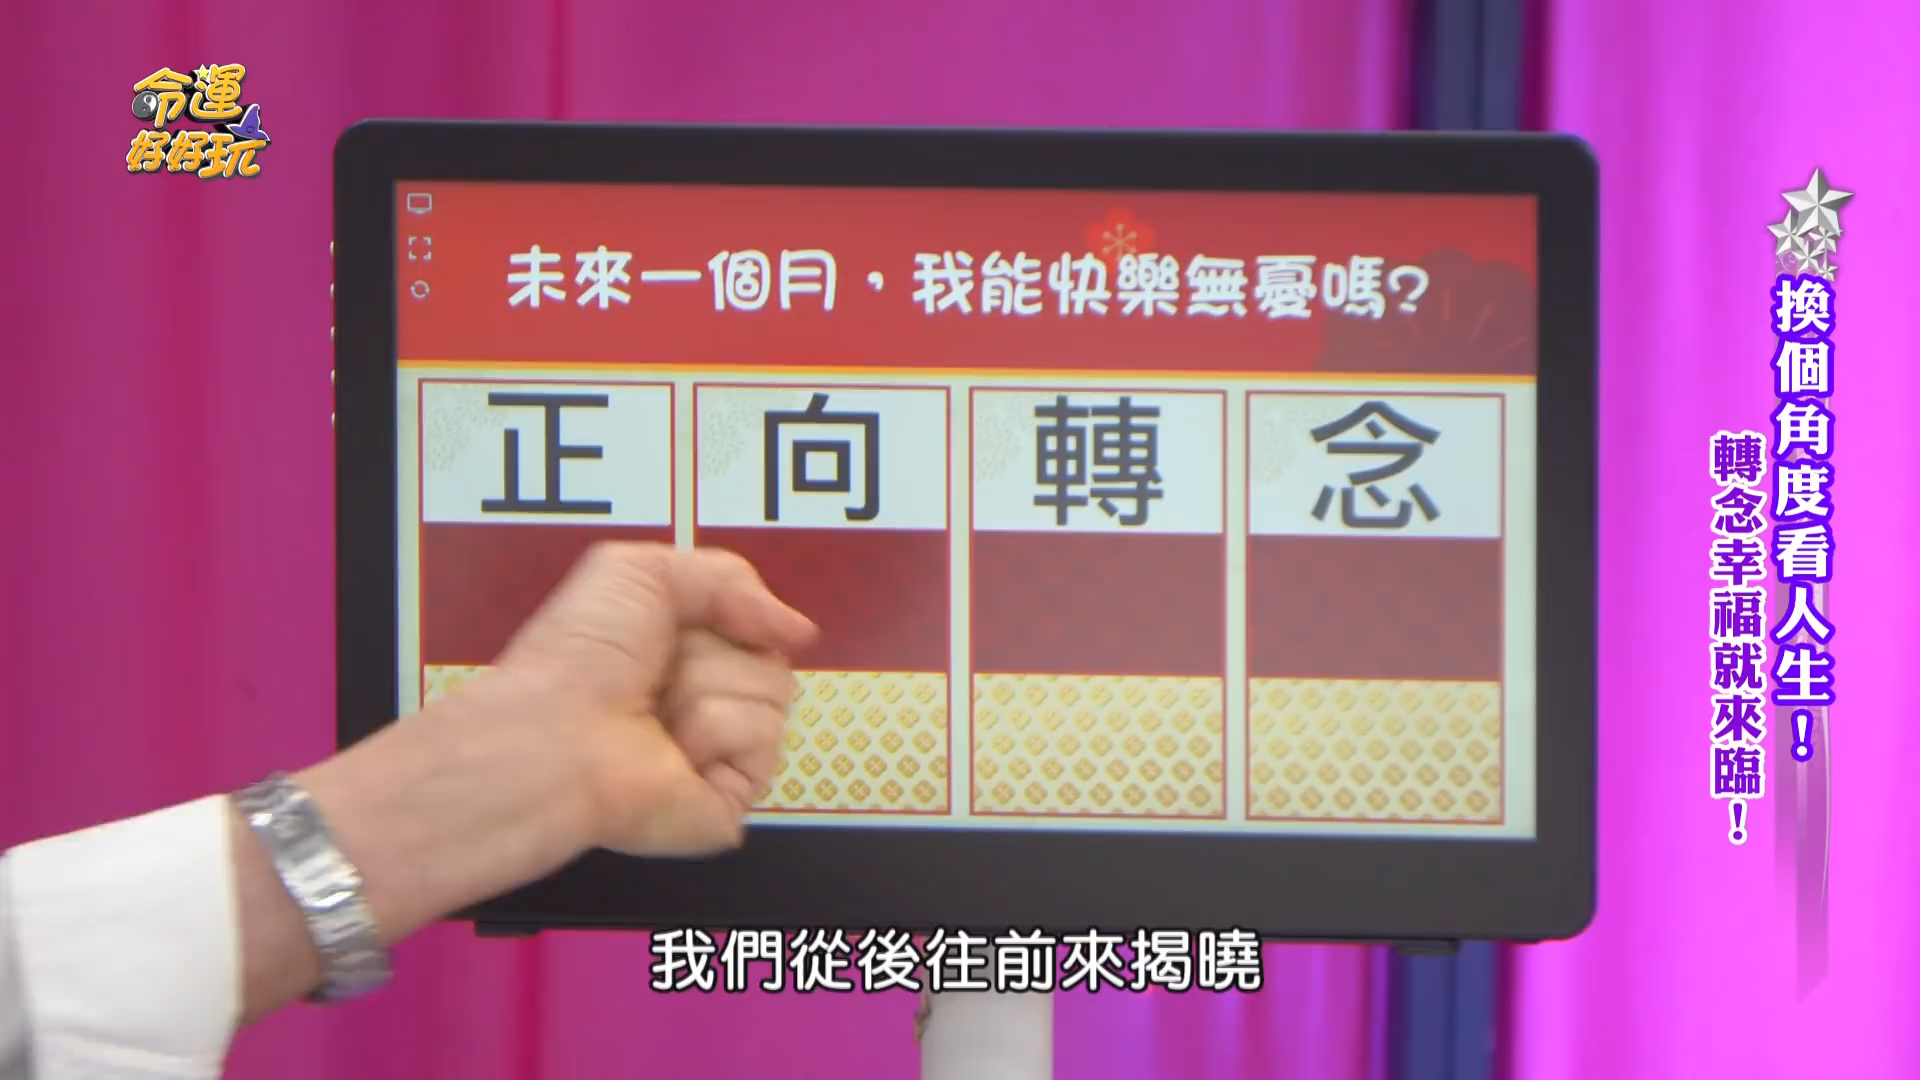 命運
好好玩
未來一個月，我能快樂無憂嗎?
正 向 轉 念
換個角度看人生！
轉念幸福就來臨！
我們從後往前來揭曉